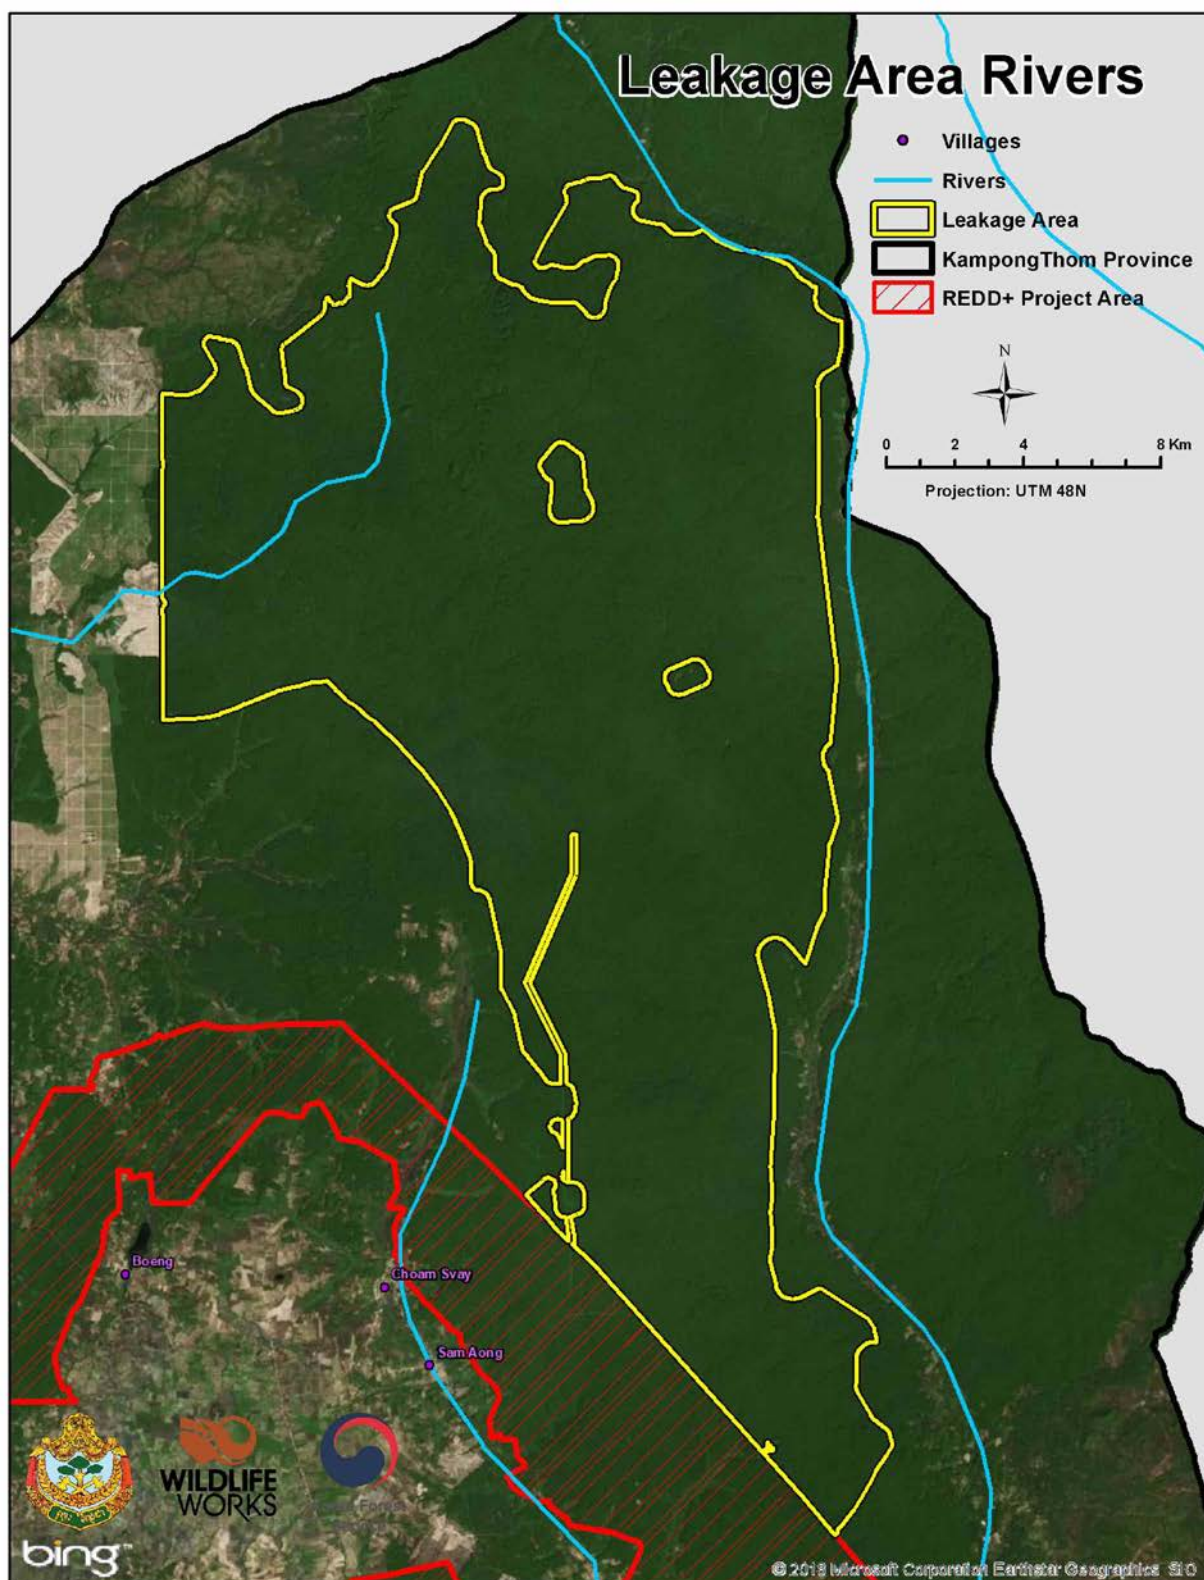 Leakage Area Rivers
Villages
Rivers
Leakage Area
KampongThom Province
REDD+ Project Area
N
0 2 4 8 Km
Projection: UTM 48N
Boeng
Choam Svay
Sam Aong
WILDLIFE
WORKS
bing™
© 2018 Microsoft Corporation Earthstar Geographics SIO